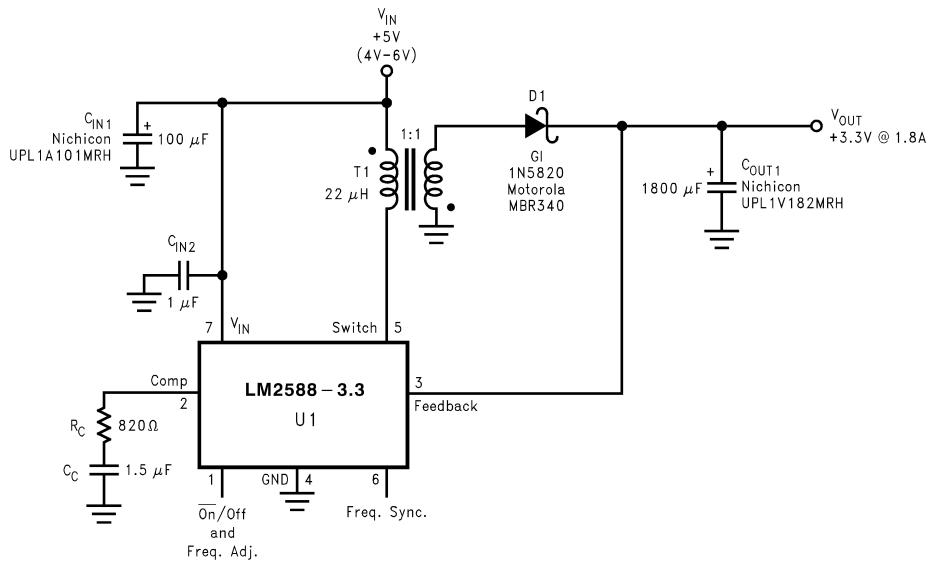 V_IN
+5V
(4V–6V)
C_IN1
Nichicon
UPL1A101MRH
+
100 μF
T1
22 μH
1:1
D1
GI
1N5820
Motorola
MBR340
V_OUT
+3.3V @ 1.8A
+
1800 μF
C_OUT1
Nichicon
UPL1V182MRH
C_IN2
1 μF
7
V_IN
Switch
5
Comp
2
LM2588–3.3
U1
3
Feedback
R_C
820Ω
C_C
1.5 μF
1
GND
4
6
O̅n̅/Off
and
Freq. Adj.
Freq. Sync.